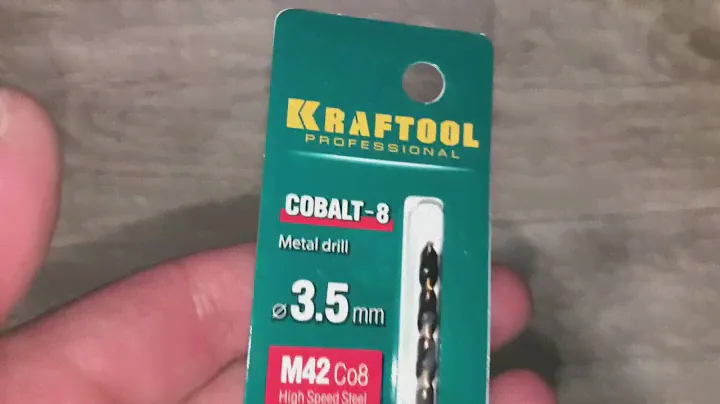 KRAFTOOL
PROFESSIONAL
COBALT-8
Metal drill
⌀3.5 mm
M42 Co8
High Speed Steel